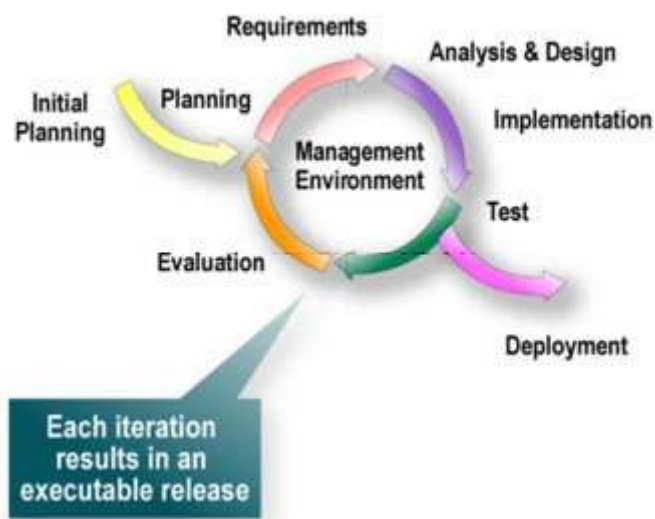 Requirements
Analysis & Design
Planning
Initial
Planning
Implementation
Management
Environment
Test
Evaluation
Deployment
Each iteration
results in an
executable release